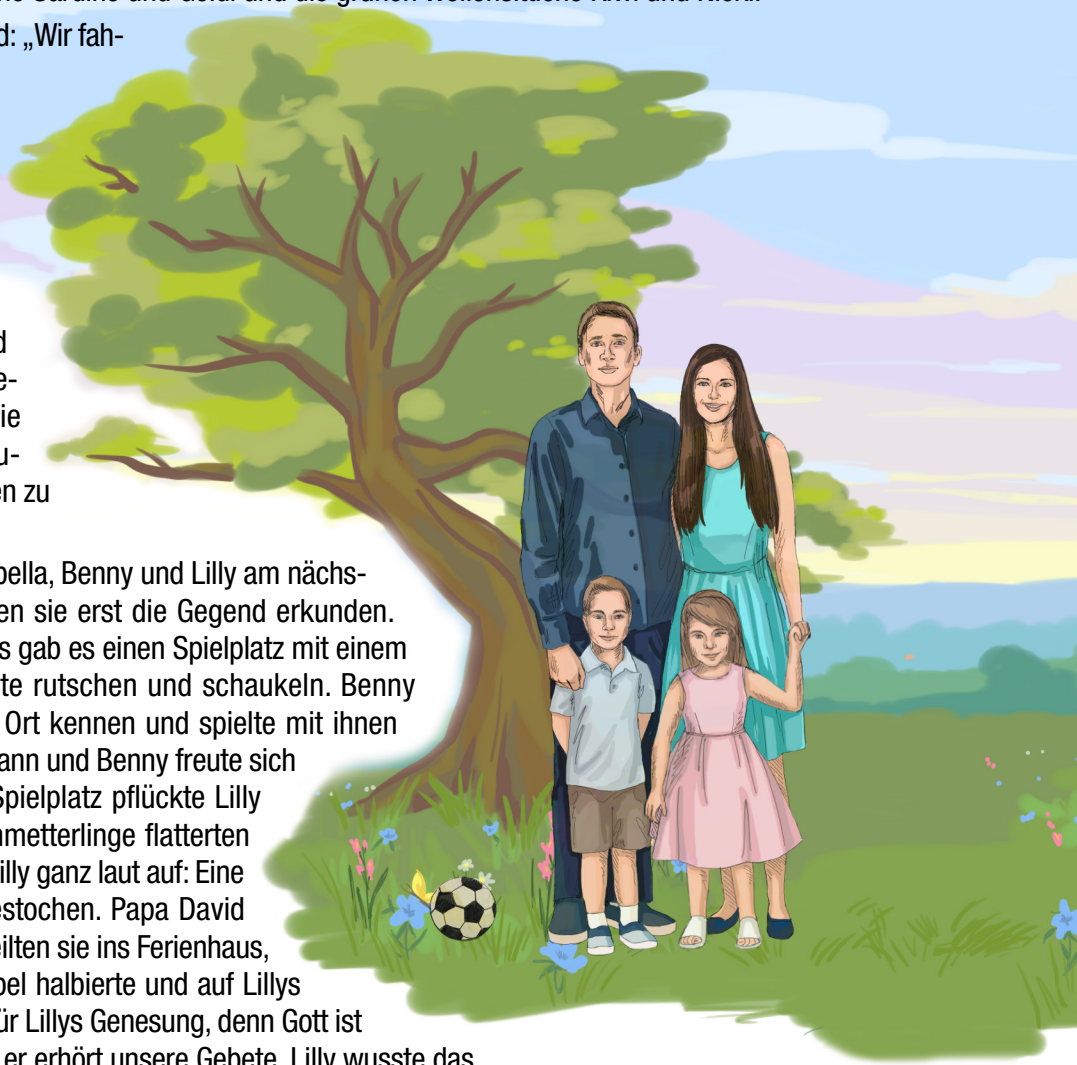 d: „Wir fah-
d
e-
ie
u-
en zu
bella, Benny und Lilly am nächs-
en sie erst die Gegend erkunden.
s gab es einen Spielplatz mit einem
te rutschen und schaukeln. Benny
Ort kennen und spielte mit ihnen
ann und Benny freute sich
Spielplatz pflückte Lilly
metterlinge flatterten
illy ganz laut auf: Eine
estochen. Papa David
eilten sie ins Ferienhaus,
bel halbierte und auf Lillys
ür Lillys Genesung, denn Gott ist
er erhört unsere Gebete. Lilly wusste das